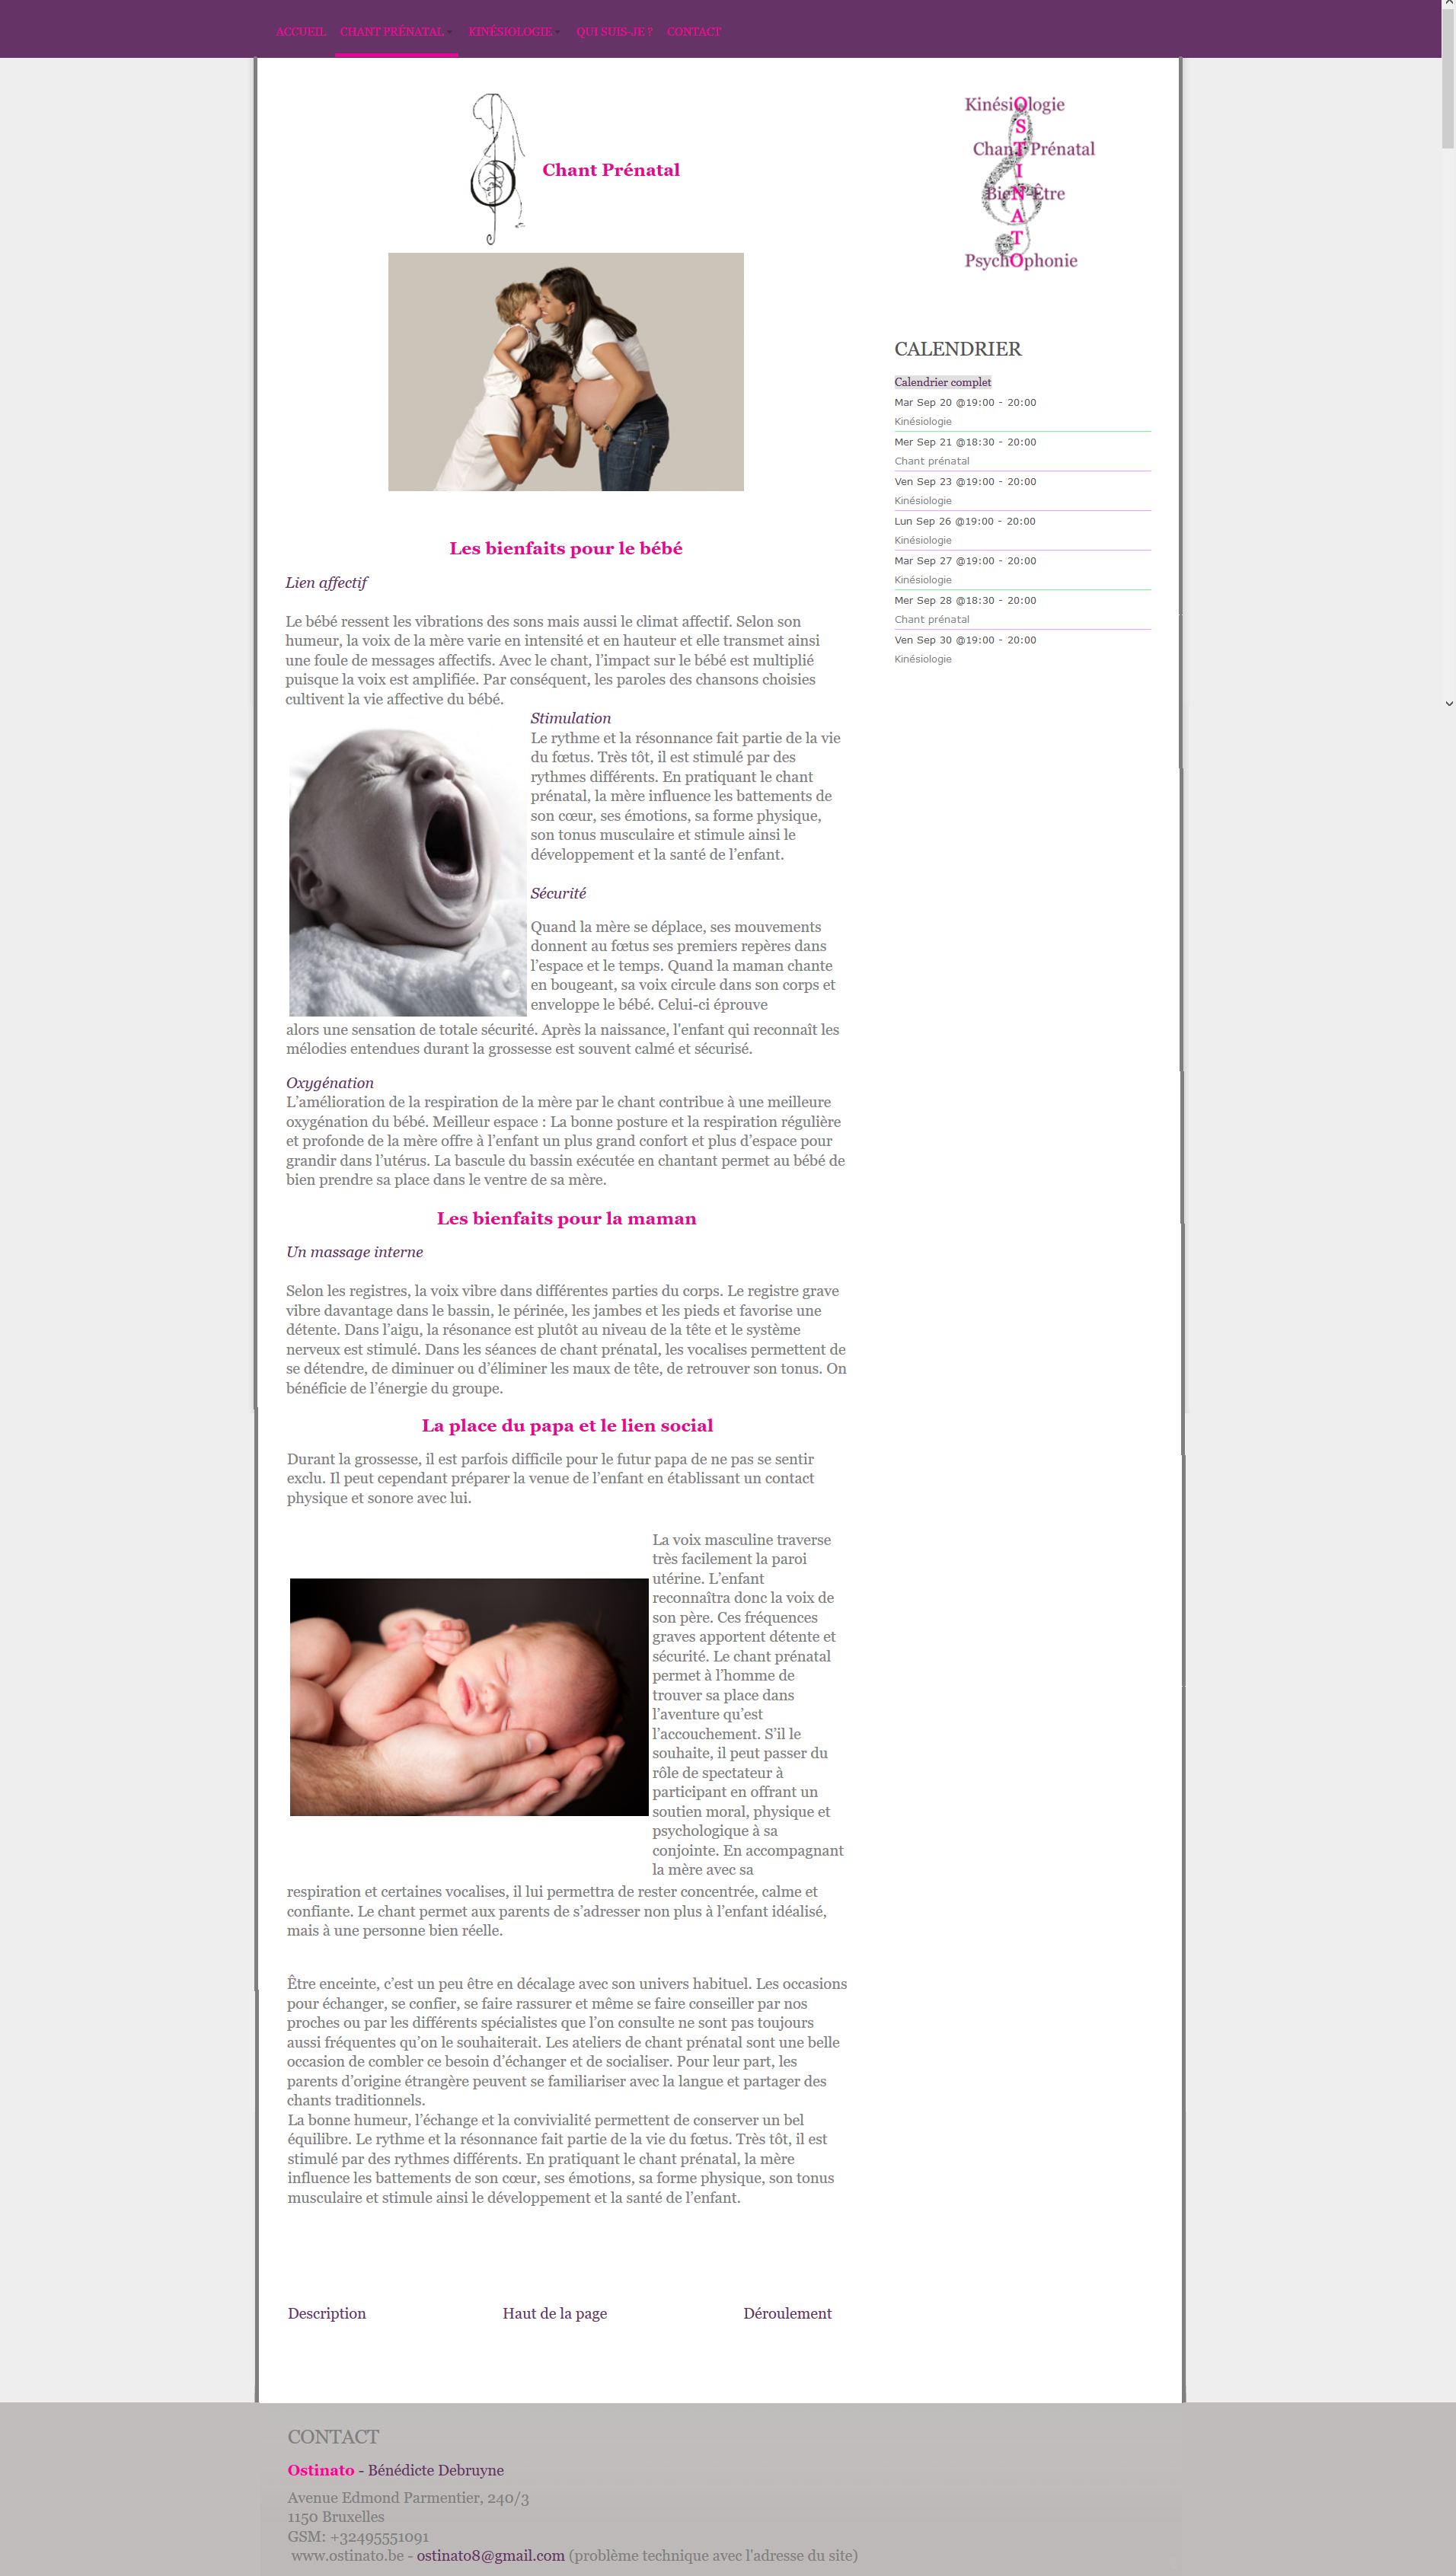 ACCUEIL CHANT PRÉNATAL KINÉSIOLOGIE QUI SUIS-JE ? CONTACT
Chant Prénatal
Les bienfaits pour le bébé
Lien affectif
Le bébé ressent les vibrations des sons mais aussi le climat affectif. Selon son
humeur, la voix de la mère varie en intensité et en hauteur et elle transmet ainsi
une foule de messages affectifs. Avec le chant, l’impact sur le bébé est multiplié
puisque la voix est amplifiée. Par conséquent, les paroles des chansons choisies
cultivent la vie affective du bébé.
Stimulation
Le rythme et la résonnance fait partie de la vie
du fœtus. Très tôt, il est stimulé par des
rythmes différents. En pratiquant le chant
prénatal, la mère influence les battements de
son cœur, ses émotions, sa forme physique,
son tonus musculaire et stimule ainsi le
développement et la santé de l’enfant.
Sécurité
Quand la mère se déplace, ses mouvements
donnent au fœtus ses premiers repères dans
l’espace et le temps. Quand la maman chante
en bougeant, sa voix circule dans son corps et
enveloppe le bébé. Celui-ci éprouve
alors une sensation de totale sécurité. Après la naissance, l'enfant qui reconnaît les
mélodies entendues durant la grossesse est souvent calmé et sécurisé.
Oxygénation
L’amélioration de la respiration de la mère par le chant contribue à une meilleure
oxygénation du bébé. Meilleur espace : La bonne posture et la respiration régulière
et profonde de la mère offre à l’enfant un plus grand confort et plus d’espace pour
grandir dans l’utérus. La bascule du bassin exécutée en chantant permet au bébé de
bien prendre sa place dans le ventre de sa mère.
Les bienfaits pour la maman
Un massage interne
Selon les registres, la voix vibre dans différentes parties du corps. Le registre grave
vibre davantage dans le bassin, le périnée, les jambes et les pieds et favorise une
détente. Dans l’aigu, la résonance est plutôt au niveau de la tête et le système
nerveux est stimulé. Dans les séances de chant prénatal, les vocalises permettent de
se détendre, de diminuer ou d’éliminer les maux de tête, de retrouver son tonus. On
bénéficie de l’énergie du groupe.
La place du papa et le lien social
Durant la grossesse, il est parfois difficile pour le futur papa de ne pas se sentir
exclu. Il peut cependant préparer la venue de l’enfant en établissant un contact
physique et sonore avec lui.
La voix masculine traverse
très facilement la paroi
utérine. L’enfant
reconnaîtra donc la voix de
son père. Ces fréquences
graves apportent détente et
sécurité. Le chant prénatal
permet à l’homme de
trouver sa place dans
l’aventure qu’est
l’accouchement. S’il le
souhaite, il peut passer du
rôle de spectateur à
participant en offrant un
soutien moral, physique et
psychologique à sa
conjointe. En accompagnant
la mère avec sa
respiration et certaines vocalises, il lui permettra de rester concentrée, calme et
confiante. Le chant permet aux parents de s’adresser non plus à l’enfant idéalisé,
mais à une personne bien réelle.
Être enceinte, c’est un peu être en décalage avec son univers habituel. Les occasions
pour échanger, se confier, se faire rassurer et même se faire conseiller par nos
proches ou par les différents spécialistes que l’on consulte ne sont pas toujours
aussi fréquentes qu’on le souhaiterait. Les ateliers de chant prénatal sont une belle
occasion de combler ce besoin d’échanger et de socialiser. Pour leur part, les
parents d’origine étrangère peuvent se familiariser avec la langue et partager des
chants traditionnels.
La bonne humeur, l’échange et la convivialité permettent de conserver un bel
équilibre. Le rythme et la résonnance fait partie de la vie du fœtus. Très tôt, il est
stimulé par des rythmes différents. En pratiquant le chant prénatal, la mère
influence les battements de son cœur, ses émotions, sa forme physique, son tonus
musculaire et stimule ainsi le développement et la santé de l’enfant.
Description Haut de la page Déroulement
KinésiOlogie
S
ChanT Prénatal
I
BieN-Être
A
T
PsychOphonie
CALENDRIER
Calendrier complet
Mar Sep 20 @19:00 - 20:00
Kinésiologie
Mer Sep 21 @18:30 - 20:00
Chant prénatal
Ven Sep 23 @19:00 - 20:00
Kinésiologie
Lun Sep 26 @19:00 - 20:00
Kinésiologie
Mar Sep 27 @19:00 - 20:00
Kinésiologie
Mer Sep 28 @18:30 - 20:00
Chant prénatal
Ven Sep 30 @19:00 - 20:00
Kinésiologie
CONTACT
Ostinato - Bénédicte Debruyne
Avenue Edmond Parmentier, 240/3
1150 Bruxelles
GSM: +32495551091
www.ostinato.be - ostinato8@gmail.com (problème technique avec l'adresse du site)